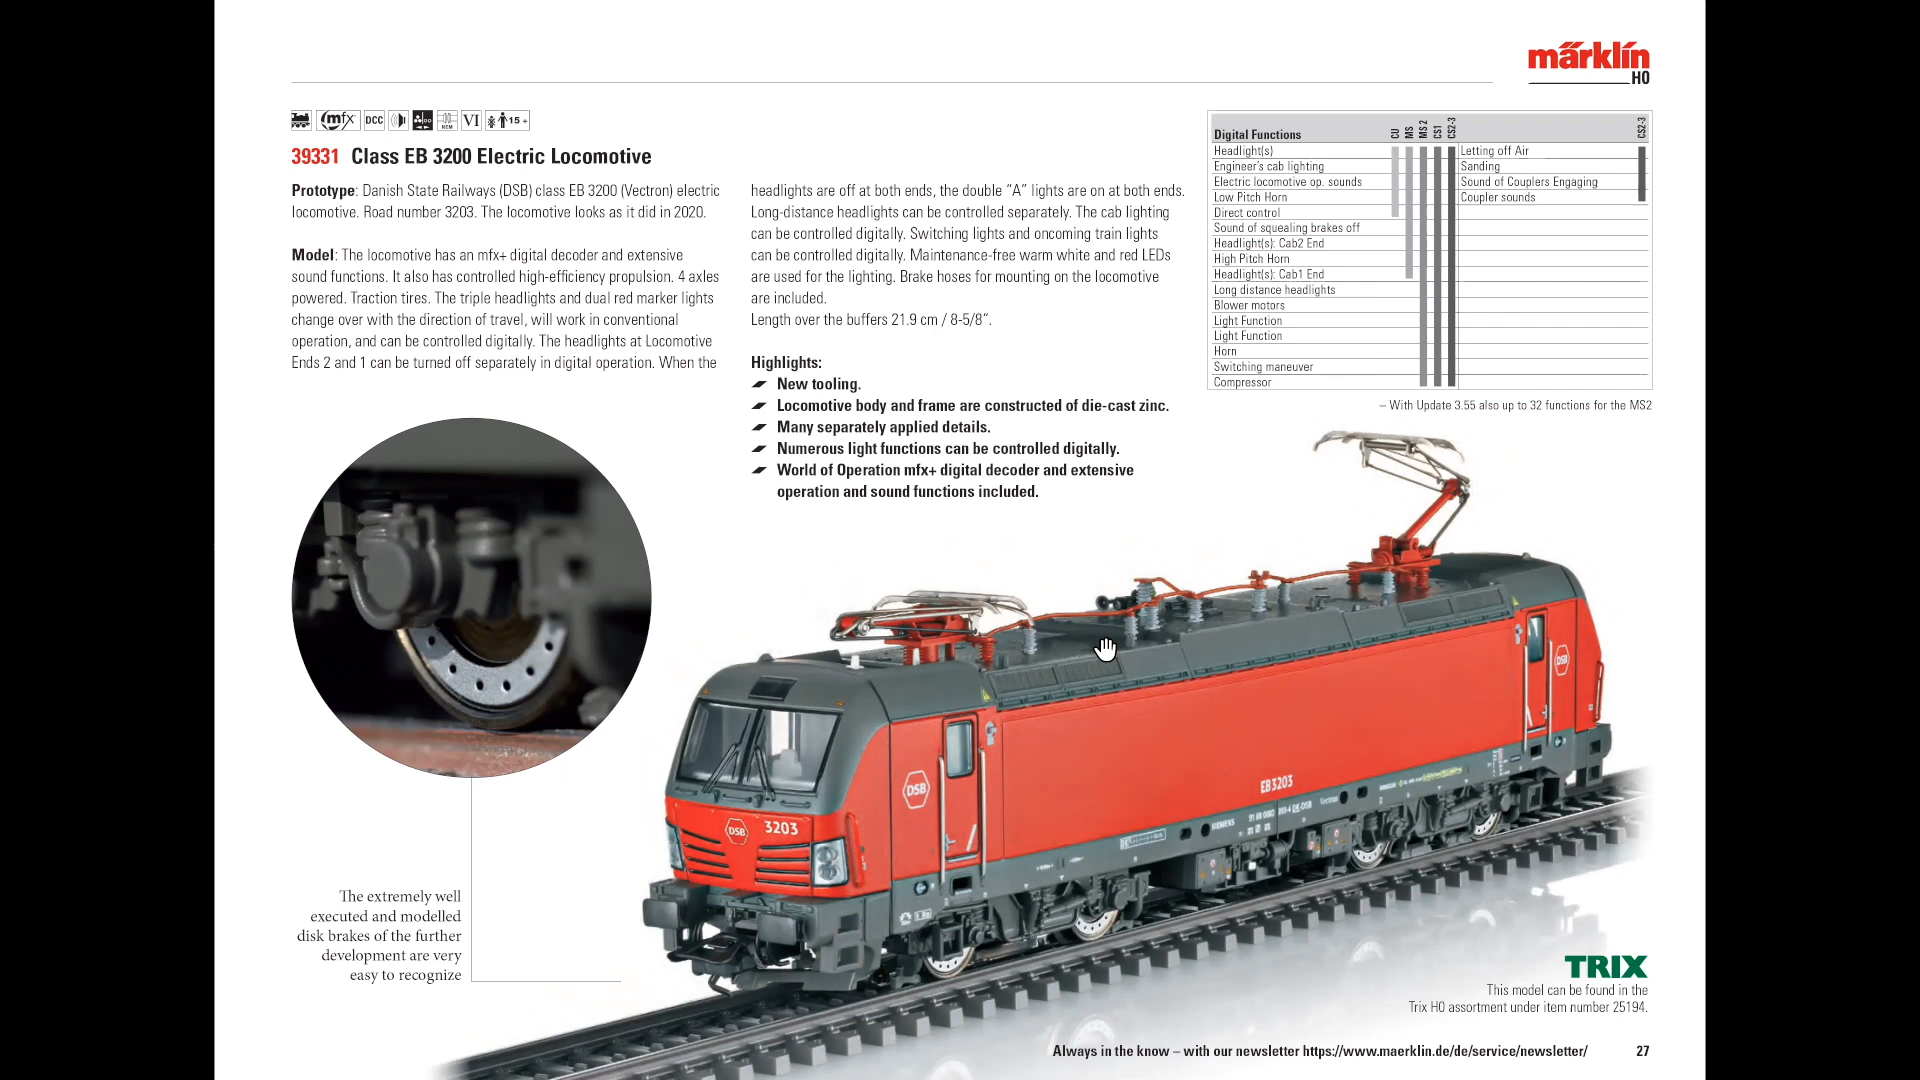 märklin
H0
mfx
DCC
NEM
VI
15 +
39331 Class EB 3200 Electric Locomotive
Prototype: Danish State Railways (DSB) class EB 3200 (Vectron) electric
locomotive. Road number 3203. The locomotive looks as it did in 2020.
Model: The locomotive has an mfx+ digital decoder and extensive
sound functions. It also has controlled high-efficiency propulsion. 4 axles
powered. Traction tires. The triple headlights and dual red marker lights
change over with the direction of travel, will work in conventional
operation, and can be controlled digitally. The headlights at Locomotive
Ends 2 and 1 can be turned off separately in digital operation. When the
headlights are off at both ends, the double “A” lights are on at both ends.
Long-distance headlights can be controlled separately. The cab lighting
can be controlled digitally. Switching lights and oncoming train lights
can be controlled digitally. Maintenance-free warm white and red LEDs
are used for the lighting. Brake hoses for mounting on the locomotive
are included.
Length over the buffers 21.9 cm / 8-5/8“.
Highlights:
New tooling.
Locomotive body and frame are constructed of die-cast zinc.
Many separately applied details.
Numerous light functions can be controlled digitally.
World of Operation mfx+ digital decoder and extensive
operation and sound functions included.
Digital Functions CU MS MS 2 CS1 CS2-3
Headlight(s)
Engineer’s cab lighting
Electric locomotive op. sounds
Low Pitch Horn
Direct control
Sound of squealing brakes off
Headlight(s): Cab2 End
High Pitch Horn
Headlight(s): Cab1 End
Long distance headlights
Blower motors
Light Function
Light Function
Horn
Switching maneuver
Compressor
CS2-3
Letting off Air
Sanding
Sound of Couplers Engaging
Coupler sounds
– With Update 3.55 also up to 32 functions for the MS2
DSB
DSB
DSB 3203
EB3203
SIEMENS
Vectron
The extremely well
executed and modelled
disk brakes of the further
development are very
easy to recognize
TRIX
This model can be found in the
Trix H0 assortment under item number 25194.
Always in the know – with our newsletter https://www.maerklin.de/de/service/newsletter/ 27